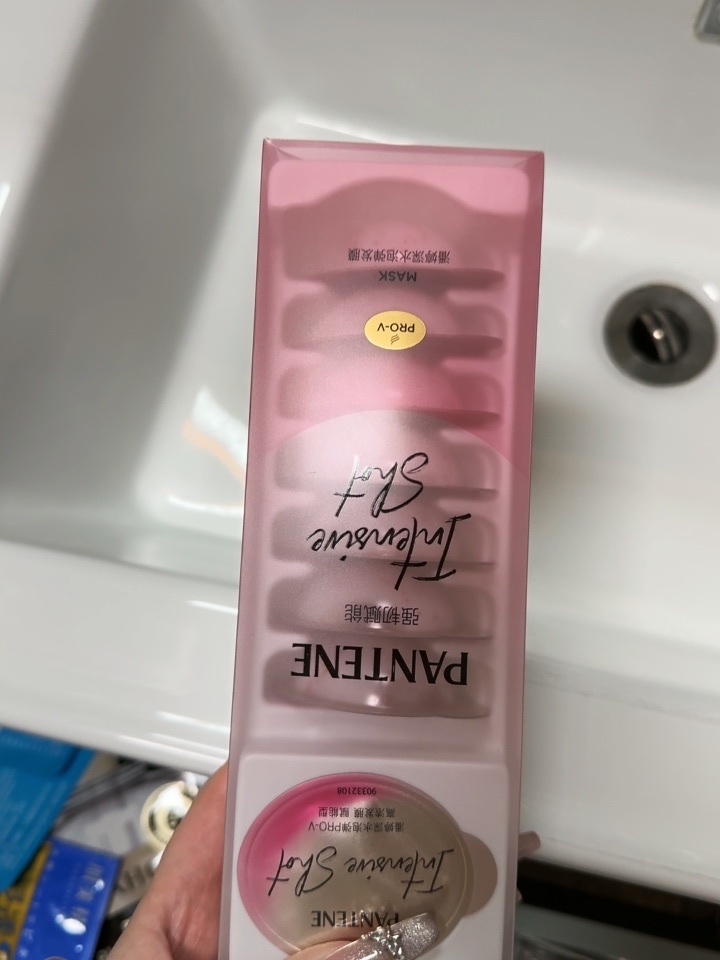 PANTENE
强韧赋能
Intensive
Shot
PRO-V
MASK
潘婷深水泡弹发膜
PANTENE
Intensive Shot
潘婷深水泡弹PRO-V
高浓发膜 赋能型
90332108